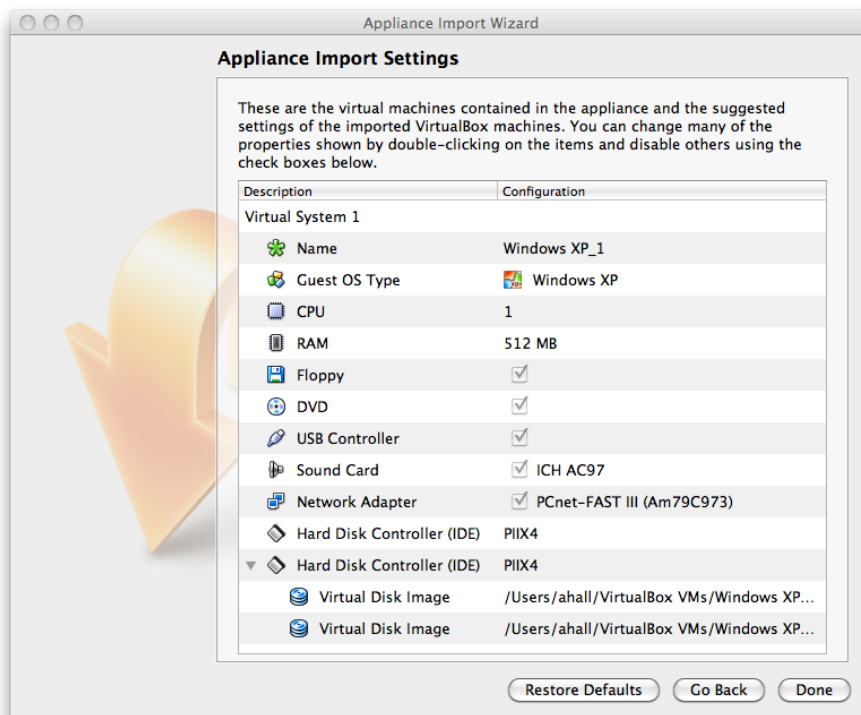 Appliance Import Wizard
Appliance Import Settings
These are the virtual machines contained in the appliance and the suggested
settings of the imported VirtualBox machines. You can change many of the
properties shown by double-clicking on the items and disable others using the
check boxes below.
Description Configuration
Virtual System 1
Name Windows XP_1
Guest OS Type Windows XP
CPU 1
RAM 512 MB
Floppy
DVD
USB Controller
Sound Card ICH AC97
Network Adapter PCnet-FAST III (Am79C973)
Hard Disk Controller (IDE) PIIX4
Hard Disk Controller (IDE) PIIX4
Virtual Disk Image /Users/ahall/VirtualBox VMs/Windows XP...
Virtual Disk Image /Users/ahall/VirtualBox VMs/Windows XP...
Restore Defaults Go Back Done